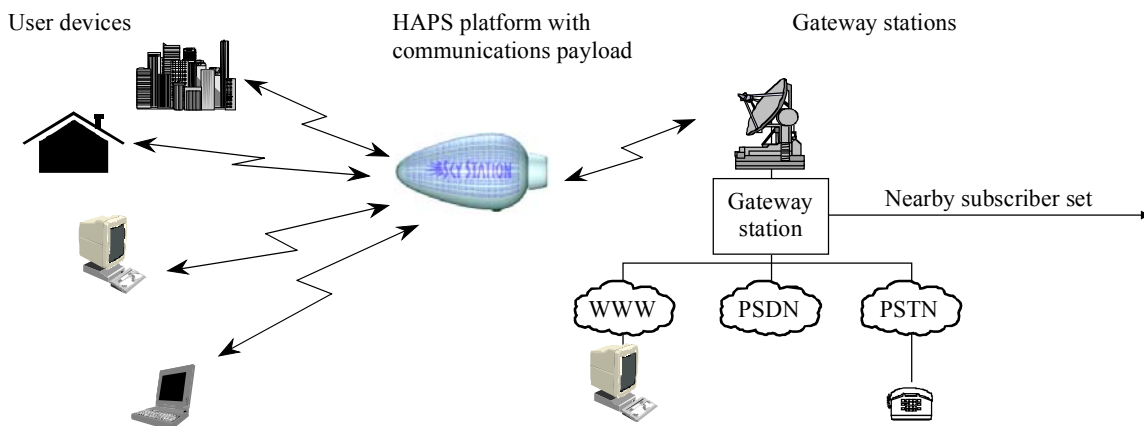 User devices
HAPS platform with
communications payload
Gateway stations
SKY STATION
Gateway
station
Nearby subscriber set
WWW
PSDN
PSTN